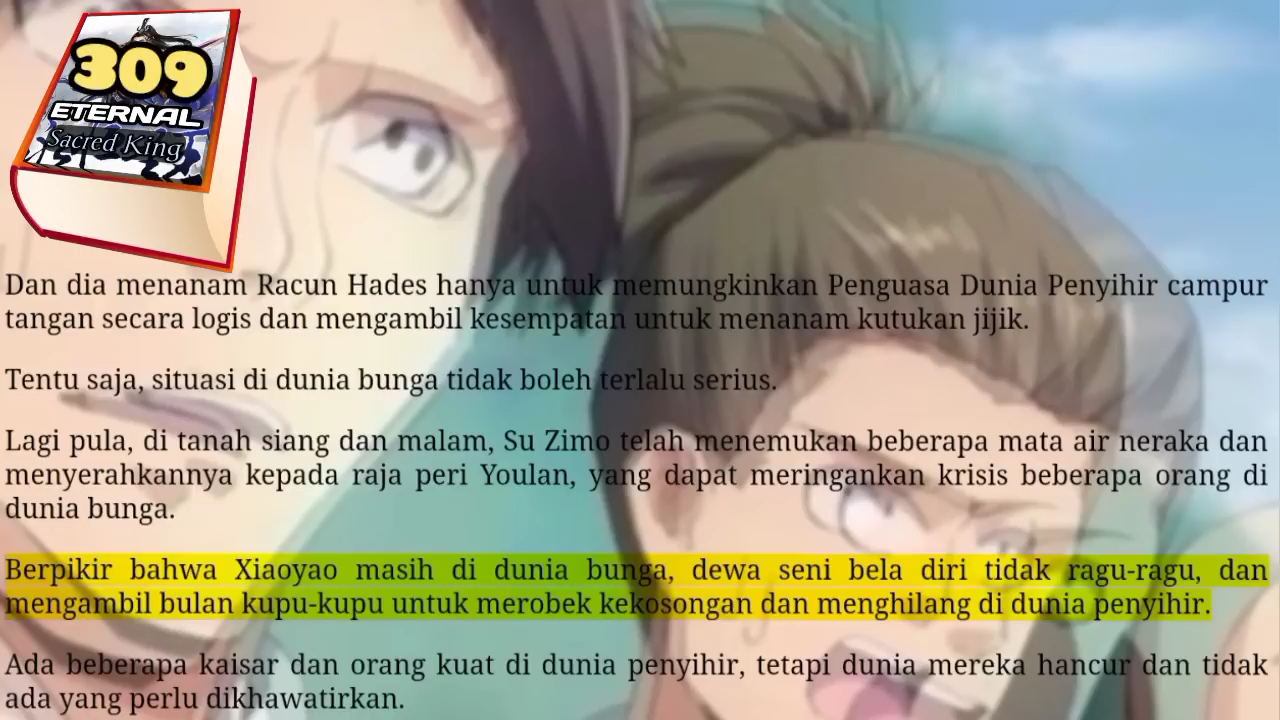 309
ETERNAL
Sacred King
Dan dia menanam Racun Hades hanya untuk memungkinkan Penguasa Dunia Penyihir campur
tangan secara logis dan mengambil kesempatan untuk menanam kutukan jijik.
Tentu saja, situasi di dunia bunga tidak boleh terlalu serius.
Lagi pula, di tanah siang dan malam, Su Zimo telah menemukan beberapa mata air neraka dan
menyerahkannya kepada raja peri Youlan, yang dapat meringankan krisis beberapa orang di
dunia bunga.
Berpikir bahwa Xiaoyao masih di dunia bunga, dewa seni bela diri tidak ragu-ragu, dan
mengambil bulan kupu-kupu untuk merobek kekosongan dan menghilang di dunia penyihir.
Ada beberapa kaisar dan orang kuat di dunia penyihir, tetapi dunia mereka hancur dan tidak
ada yang perlu dikhawatirkan.